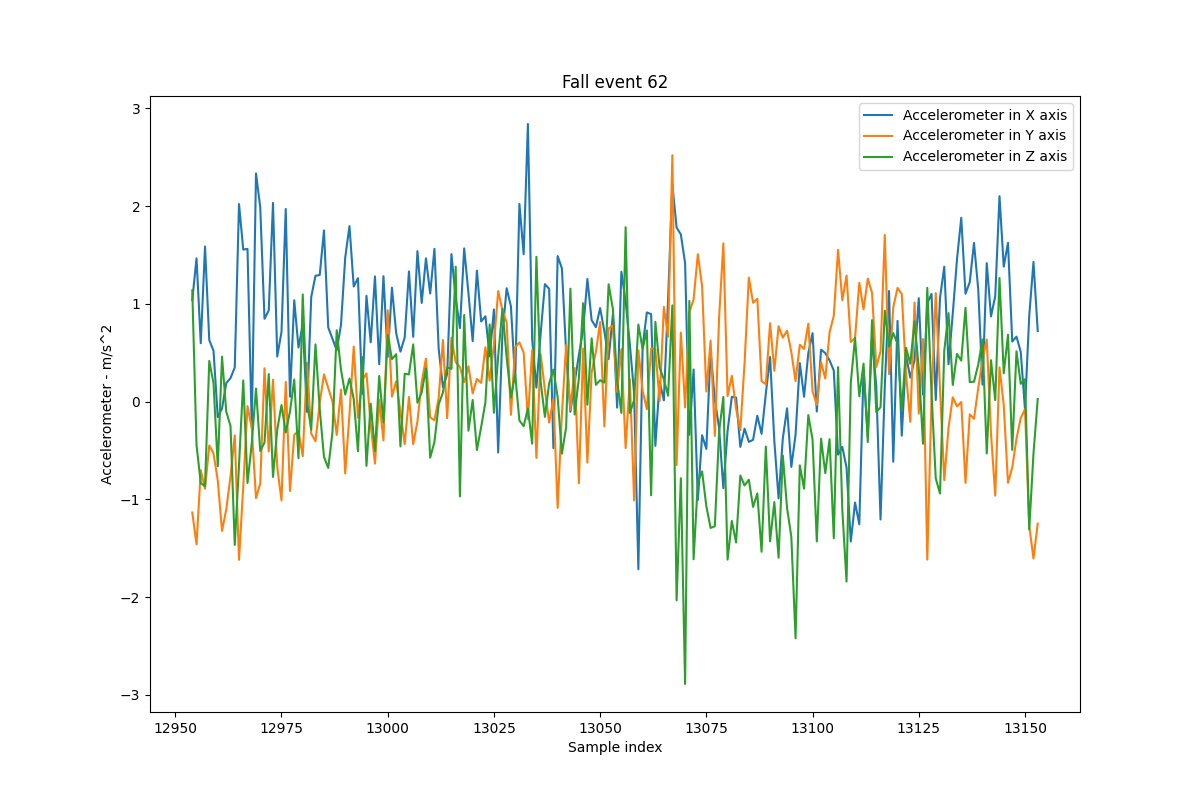 Fall event 62
Accelerometer in X axis
Accelerometer in Y axis
Accelerometer in Z axis
Accelerometer - m/s^2
3
2
1
0
−1
−2
−3
12950 12975 13000 13025 13050 13075 13100 13125 13150
Sample index